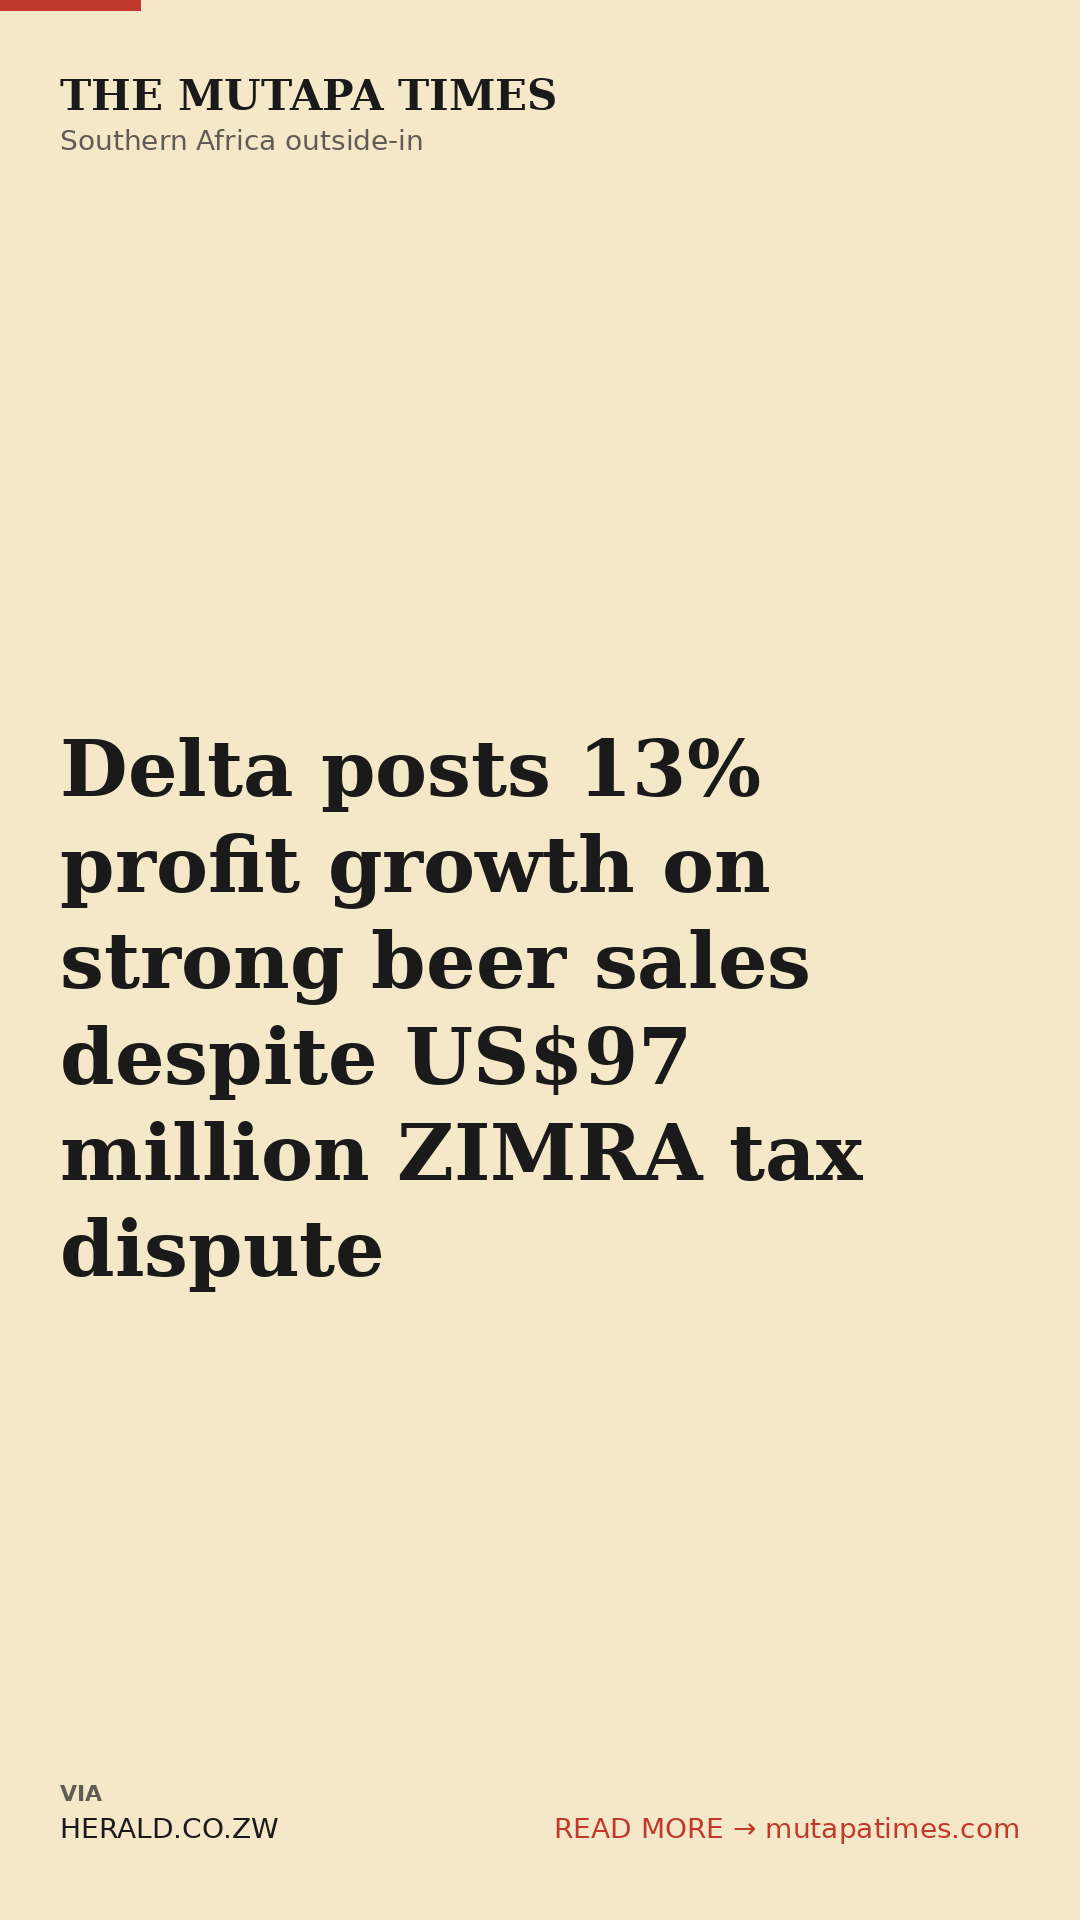 THE MUTAPA TIMES
Southern Africa outside-in
Delta posts 13%
profit growth on
strong beer sales
despite US$97
million ZIMRA tax
dispute
VIA
HERALD.CO.ZW
READ MORE → mutapatimes.com